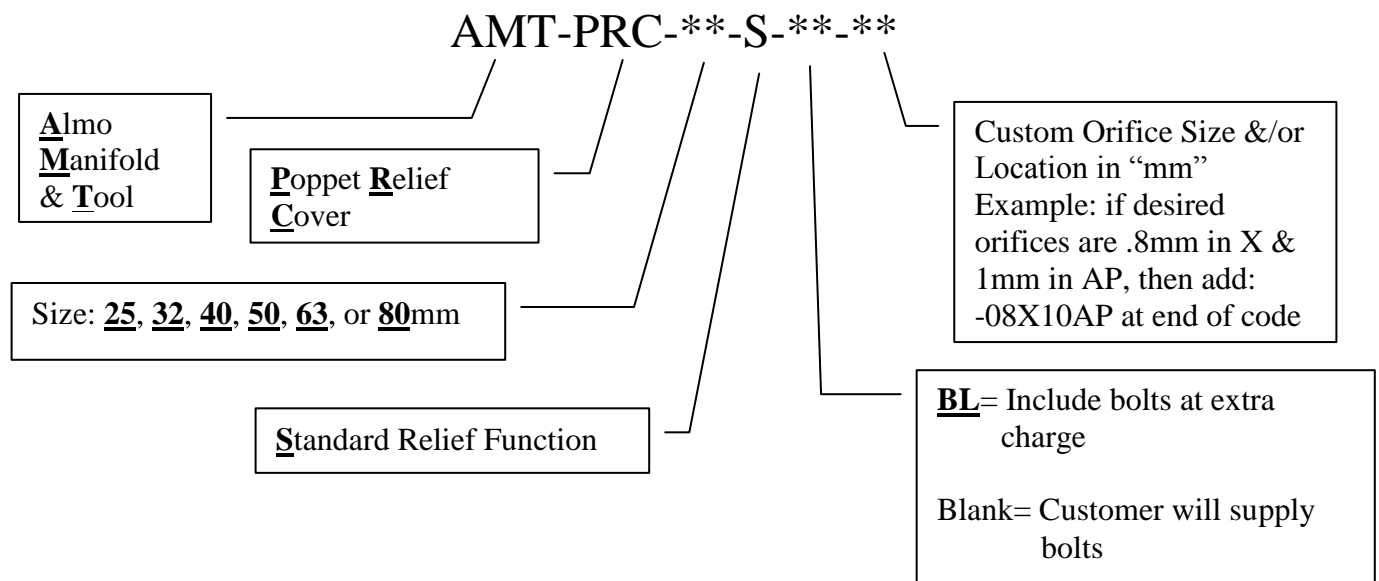 AMT-PRC-**-S-**-**
Almo
Manifold
& Tool
Poppet Relief
Cover
Size: 25, 32, 40, 50, 63, or 80mm
Standard Relief Function
Custom Orifice Size &/or
Location in “mm”
Example: if desired
orifices are .8mm in X &
1mm in AP, then add:
-08X10AP at end of code
BL= Include bolts at extra
charge
Blank= Customer will supply
bolts